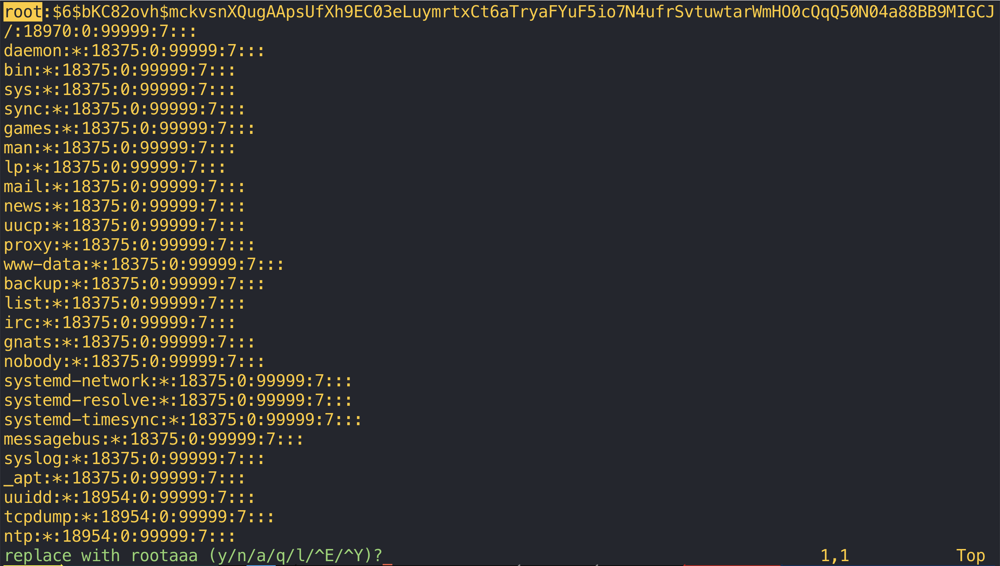 root:$6$bKC82ovh$mckvsnXQugAApsUfXh9EC03eLuymrtxCt6aTryaFYuF5io7N4ufrSvtuwtarWmHO0cQqQ50N04a88BB9MIGCJ
/:18970:0:99999:7:::
daemon:*:18375:0:99999:7:::
bin:*:18375:0:99999:7:::
sys:*:18375:0:99999:7:::
sync:*:18375:0:99999:7:::
games:*:18375:0:99999:7:::
man:*:18375:0:99999:7:::
lp:*:18375:0:99999:7:::
mail:*:18375:0:99999:7:::
news:*:18375:0:99999:7:::
uucp:*:18375:0:99999:7:::
proxy:*:18375:0:99999:7:::
www-data:*:18375:0:99999:7:::
backup:*:18375:0:99999:7:::
list:*:18375:0:99999:7:::
irc:*:18375:0:99999:7:::
gnats:*:18375:0:99999:7:::
nobody:*:18375:0:99999:7:::
systemd-network:*:18375:0:99999:7:::
systemd-resolve:*:18375:0:99999:7:::
systemd-timesync:*:18375:0:99999:7:::
messagebus:*:18375:0:99999:7:::
syslog:*:18375:0:99999:7:::
_apt:*:18375:0:99999:7:::
uuidd:*:18954:0:99999:7:::
tcpdump:*:18954:0:99999:7:::
ntp:*:18954:0:99999:7:::
replace with rootaaa (y/n/a/q/l/^E/^Y)? 1,1 Top